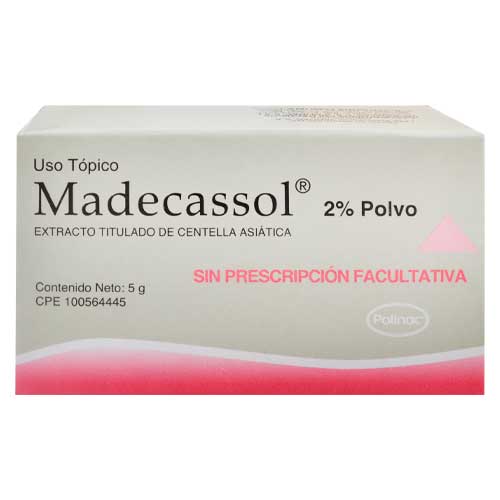 Uso Tópico
Madecassol® 2% Polvo
EXTRACTO TITULADO DE CENTELLA ASIÁTICA
SIN PRESCRIPCIÓN FACULTATIVA
Contenido Neto: 5 g
CPE 100564445
Polinac